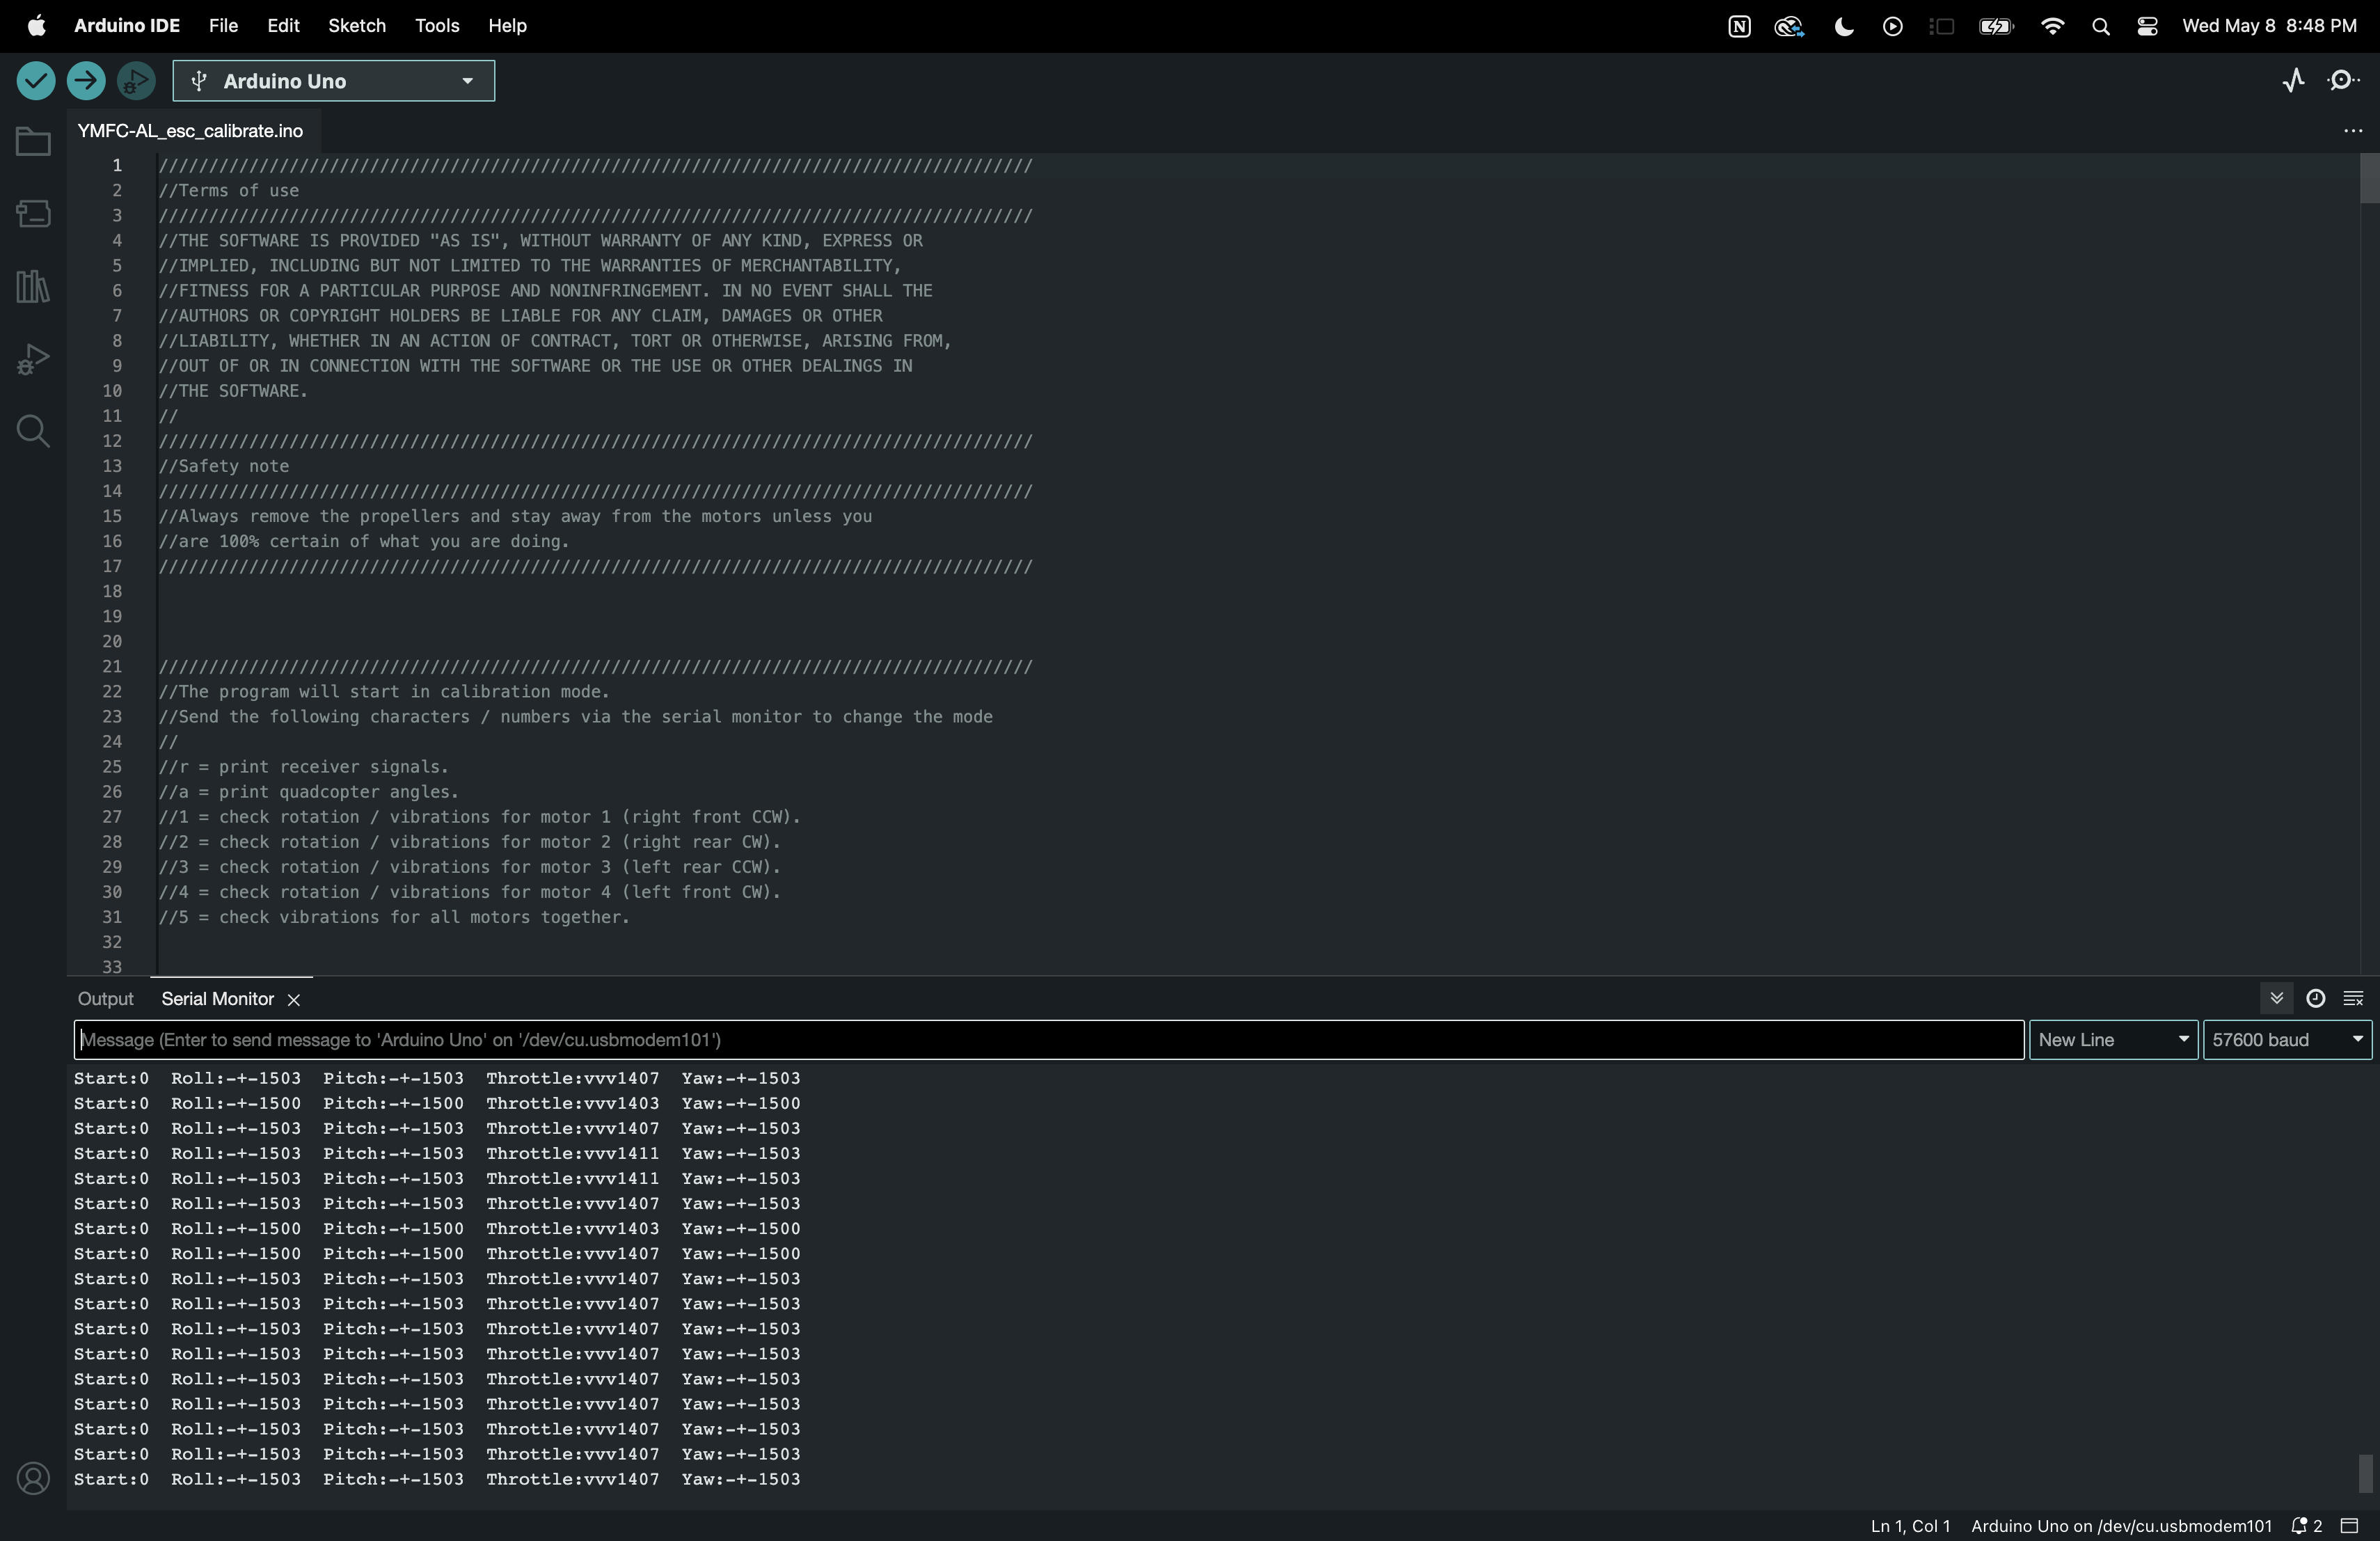 Arduino IDE File Edit Sketch Tools Help Wed May 8 8:48 PM
Arduino Uno
YMFC-AL_esc_calibrate.ino
1 ///////////////////////////////////////////////////////////////////////////////////////
2 //Terms of use
3 ///////////////////////////////////////////////////////////////////////////////////////
4 //THE SOFTWARE IS PROVIDED "AS IS", WITHOUT WARRANTY OF ANY KIND, EXPRESS OR
5 //IMPLIED, INCLUDING BUT NOT LIMITED TO THE WARRANTIES OF MERCHANTABILITY,
6 //FITNESS FOR A PARTICULAR PURPOSE AND NONINFRINGEMENT. IN NO EVENT SHALL THE
7 //AUTHORS OR COPYRIGHT HOLDERS BE LIABLE FOR ANY CLAIM, DAMAGES OR OTHER
8 //LIABILITY, WHETHER IN AN ACTION OF CONTRACT, TORT OR OTHERWISE, ARISING FROM,
9 //OUT OF OR IN CONNECTION WITH THE SOFTWARE OR THE USE OR OTHER DEALINGS IN
10 //THE SOFTWARE.
11 //
12 ///////////////////////////////////////////////////////////////////////////////////////
13 //Safety note
14 ///////////////////////////////////////////////////////////////////////////////////////
15 //Always remove the propellers and stay away from the motors unless you
16 //are 100% certain of what you are doing.
17 ///////////////////////////////////////////////////////////////////////////////////////
18
19
20
21 ///////////////////////////////////////////////////////////////////////////////////////
22 //The program will start in calibration mode.
23 //Send the following characters / numbers via the serial monitor to change the mode
24 //
25 //r = print receiver signals.
26 //a = print quadcopter angles.
27 //1 = check rotation / vibrations for motor 1 (right front CCW).
28 //2 = check rotation / vibrations for motor 2 (right rear CW).
29 //3 = check rotation / vibrations for motor 3 (left rear CCW).
30 //4 = check rotation / vibrations for motor 4 (left front CW).
31 //5 = check vibrations for all motors together.
32
33
Output Serial Monitor
Message (Enter to send message to 'Arduino Uno' on '/dev/cu.usbmodem101') New Line 57600 baud
Start:0 Roll:-+-1503 Pitch:-+-1503 Throttle:vvv1407 Yaw:-+-1503
Start:0 Roll:-+-1500 Pitch:-+-1500 Throttle:vvv1403 Yaw:-+-1500
Start:0 Roll:-+-1503 Pitch:-+-1503 Throttle:vvv1407 Yaw:-+-1503
Start:0 Roll:-+-1503 Pitch:-+-1503 Throttle:vvv1411 Yaw:-+-1503
Start:0 Roll:-+-1503 Pitch:-+-1503 Throttle:vvv1411 Yaw:-+-1503
Start:0 Roll:-+-1503 Pitch:-+-1503 Throttle:vvv1407 Yaw:-+-1503
Start:0 Roll:-+-1500 Pitch:-+-1500 Throttle:vvv1403 Yaw:-+-1500
Start:0 Roll:-+-1500 Pitch:-+-1500 Throttle:vvv1407 Yaw:-+-1500
Start:0 Roll:-+-1503 Pitch:-+-1503 Throttle:vvv1407 Yaw:-+-1503
Start:0 Roll:-+-1503 Pitch:-+-1503 Throttle:vvv1407 Yaw:-+-1503
Start:0 Roll:-+-1503 Pitch:-+-1503 Throttle:vvv1407 Yaw:-+-1503
Start:0 Roll:-+-1503 Pitch:-+-1503 Throttle:vvv1407 Yaw:-+-1503
Start:0 Roll:-+-1503 Pitch:-+-1503 Throttle:vvv1407 Yaw:-+-1503
Start:0 Roll:-+-1503 Pitch:-+-1503 Throttle:vvv1407 Yaw:-+-1503
Start:0 Roll:-+-1503 Pitch:-+-1503 Throttle:vvv1407 Yaw:-+-1503
Start:0 Roll:-+-1503 Pitch:-+-1503 Throttle:vvv1407 Yaw:-+-1503
Start:0 Roll:-+-1503 Pitch:-+-1503 Throttle:vvv1407 Yaw:-+-1503
Ln 1, Col 1 Arduino Uno on /dev/cu.usbmodem101 2